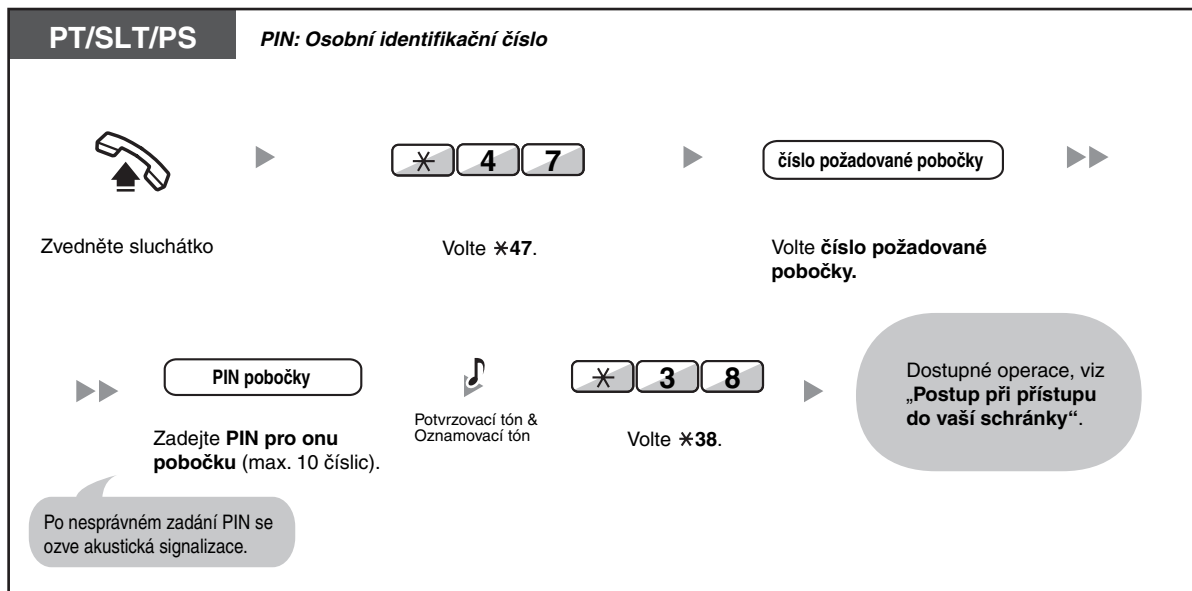 PT/SLT/PS
PIN: Osobní identifikační číslo
✳ 4 7
číslo požadované pobočky
Zvedněte sluchátko
Volte ✳47.
Volte číslo požadované
pobočky.
PIN pobočky
Potvrzovací tón &
Oznamovací tón
✳ 3 8
Dostupné operace, viz
„Postup při přístupu
do vaší schránky“.
Zadejte PIN pro onu
pobočku (max. 10 číslic).
Volte ✳38.
Po nesprávném zadání PIN se
ozve akustická signalizace.